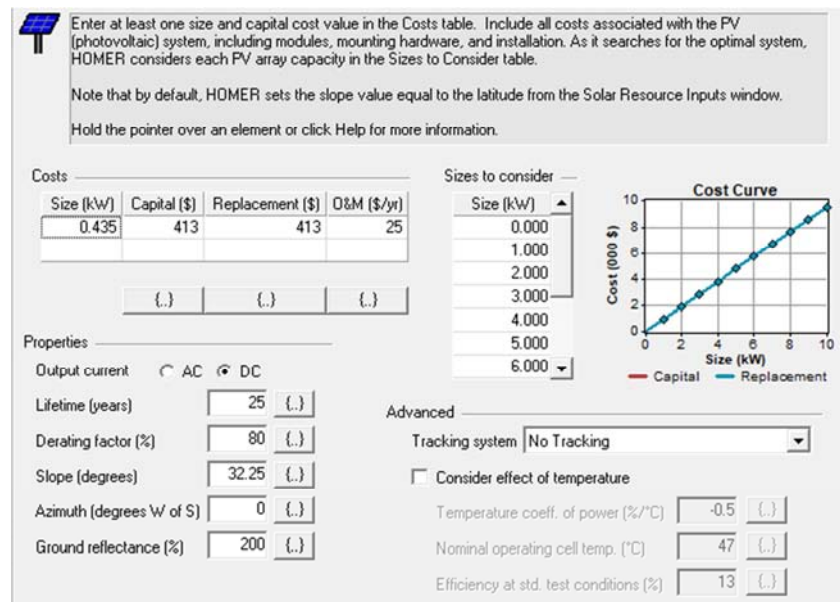 Enter at least one size and capital cost value in the Costs table. Include all costs associated with the PV
(photovoltaic) system, including modules, mounting hardware, and installation. As it searches for the optimal system,
HOMER considers each PV array capacity in the Sizes to Consider table.
Note that by default, HOMER sets the slope value equal to the latitude from the Solar Resource Inputs window.
Hold the pointer over an element or click Help for more information.
Costs
Size (kW) Capital ($) Replacement ($) O&M ($/yr)
0.435 413 413 25
{..} {..} {..}
Sizes to consider
Size (kW)
0.000
1.000
2.000
3.000
4.000
5.000
6.000
Cost Curve
Cost (000 $)
10
8
6
4
2
0
0 2 4 6 8 10
Size (kW)
Capital Replacement
Properties
Output current AC DC
Lifetime (years) 25 {..}
Derating factor (%) 80 {..}
Slope (degrees) 32.25 {..}
Azimuth (degrees W of S) 0 {..}
Ground reflectance (%) 200 {..}
Advanced
Tracking system No Tracking
Consider effect of temperature
Temperature coeff. of power (%/°C) -0.5 {..}
Nominal operating cell temp. (°C) 47 {..}
Efficiency at std. test conditions (%) 13 {..}